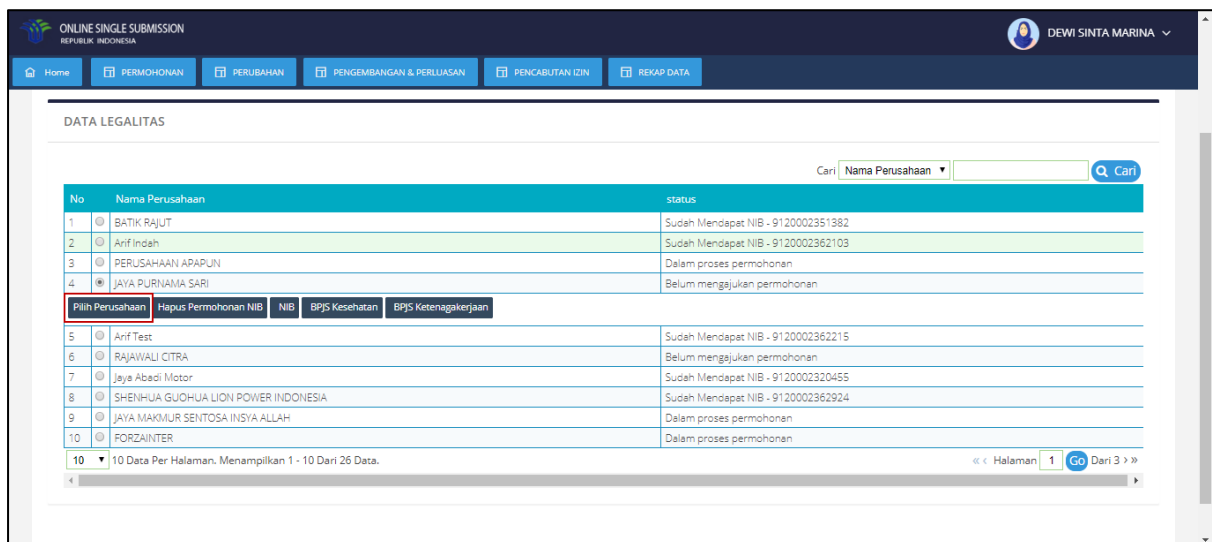 ONLINE SINGLE SUBMISSION
REPUBLIK INDONESIA
DEWI SINTA MARINA
Home PERMOHONAN PERUBAHAN PENGEMBANGAN & PERLUASAN PENCABUTAN IZIN REKAP DATA
DATA LEGALITAS
Cari Nama Perusahaan Cari
No Nama Perusahaan status
1 BATIK RAJUT Sudah Mendapat NIB - 9120002351382
2 Arif Indah Sudah Mendapat NIB - 9120002362103
3 PERUSAHAAN APAPUN Dalam proses permohonan
4 JAYA PURNAMA SARI Belum mengajukan permohonan
Pilih Perusahaan Hapus Permohonan NIB NIB BPJS Kesehatan BPJS Ketenagakerjaan
5 Arif Test Sudah Mendapat NIB - 9120002362215
6 RAJAWALI CITRA Belum mengajukan permohonan
7 Jaya Abadi Motor Sudah Mendapat NIB - 9120002320455
8 SHENHUA GUOHUA LION POWER INDONESIA Sudah Mendapat NIB - 9120002362924
9 JAYA MAKMUR SENTOSA INSYA ALLAH Dalam proses permohonan
10 FORZAINTER Dalam proses permohonan
10 10 Data Per Halaman. Menampilkan 1 - 10 Dari 26 Data. « ‹ Halaman 1 Go Dari 3 › »